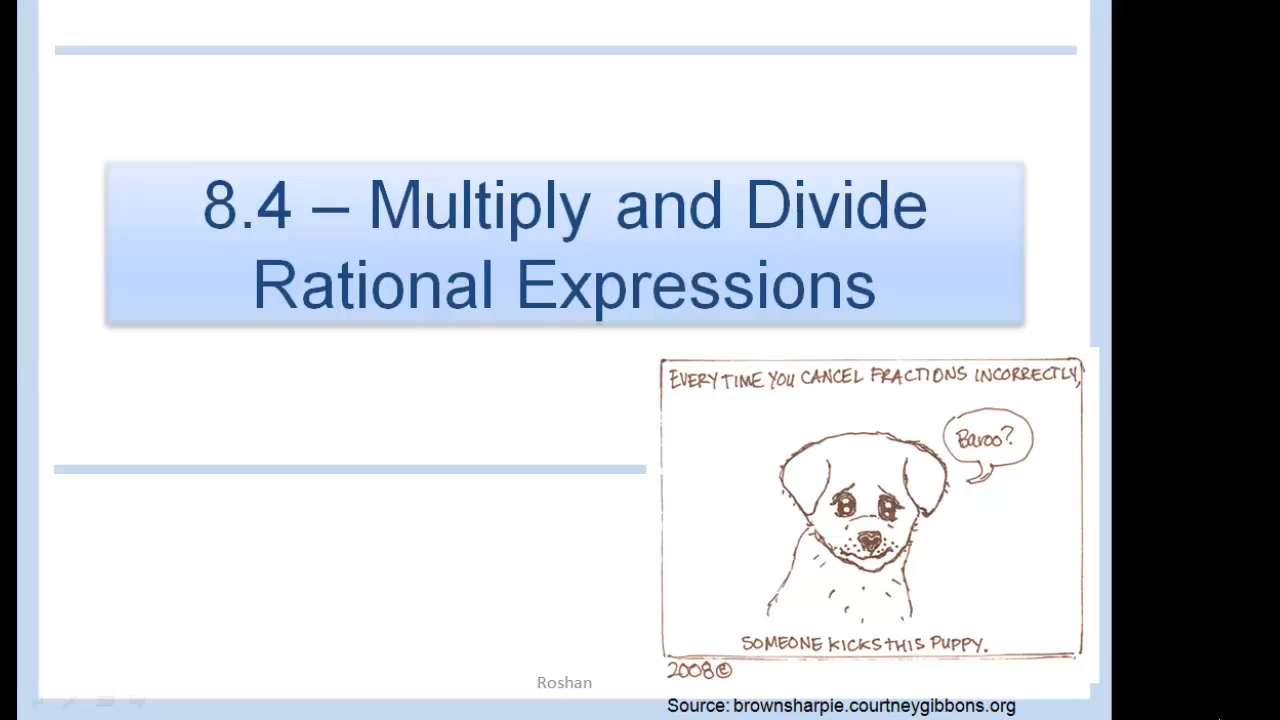 8.4 – Multiply and Divide
Rational Expressions
EVERY TIME YOU CANCEL FRACTIONS INCORRECTLY,
Baroo?
SOMEONE KICKS THIS PUPPY.
2008©
Roshan
Source: brownsharpie.courtneygibbons.org